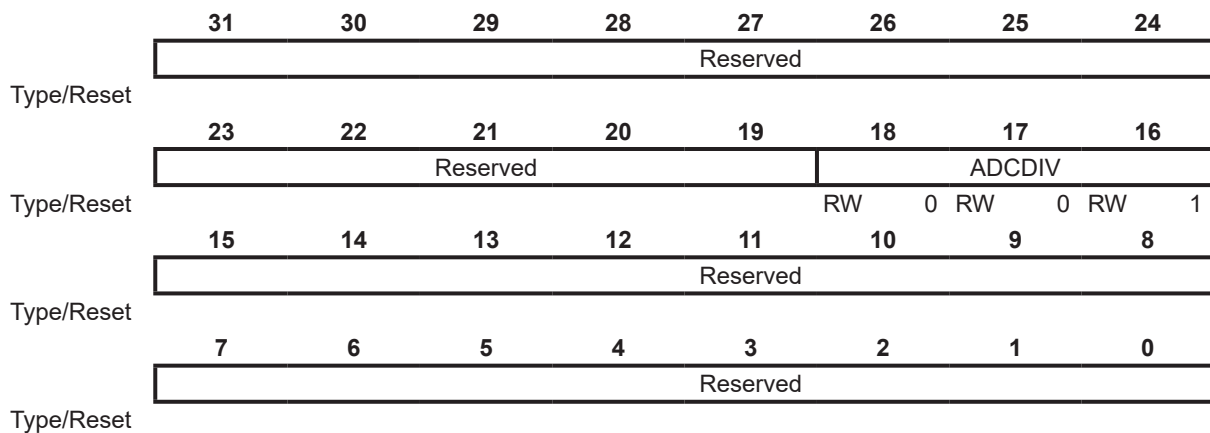 31 30 29 28 27 26 25 24
Reserved
Type/Reset
23 22 21 20 19 18 17 16
Reserved ADCDIV
Type/Reset RW 0 RW 0 RW 1
15 14 13 12 11 10 9 8
Reserved
Type/Reset
7 6 5 4 3 2 1 0
Reserved
Type/Reset